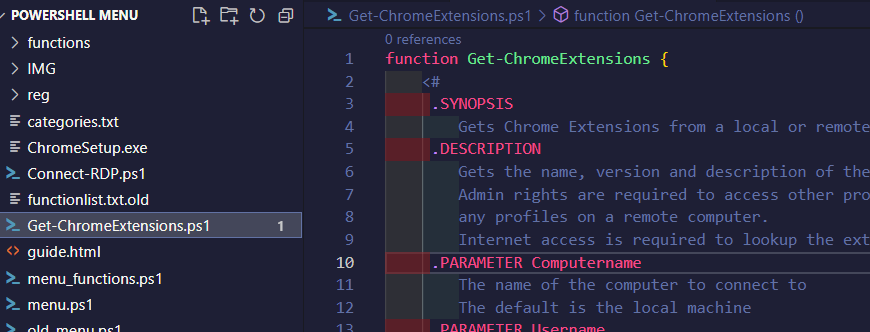 POWERSHELL MENU
functions
IMG
reg
categories.txt
ChromeSetup.exe
Connect-RDP.ps1
functionlist.txt.old
Get-ChromeExtensions.ps1 1
guide.html
menu_functions.ps1
menu.ps1
old_menu.ps1
Get-ChromeExtensions.ps1 > function Get-ChromeExtensions ()
0 references
1 function Get-ChromeExtensions {
2 <#
3 .SYNOPSIS
4 Gets Chrome Extensions from a local or remote
5 .DESCRIPTION
6 Gets the name, version and description of the
7 Admin rights are required to access other pro
8 any profiles on a remote computer.
9 Internet access is required to lookup the ext
10 .PARAMETER Computername
11 The name of the computer to connect to
12 The default is the local machine
13 .PARAMETER Username